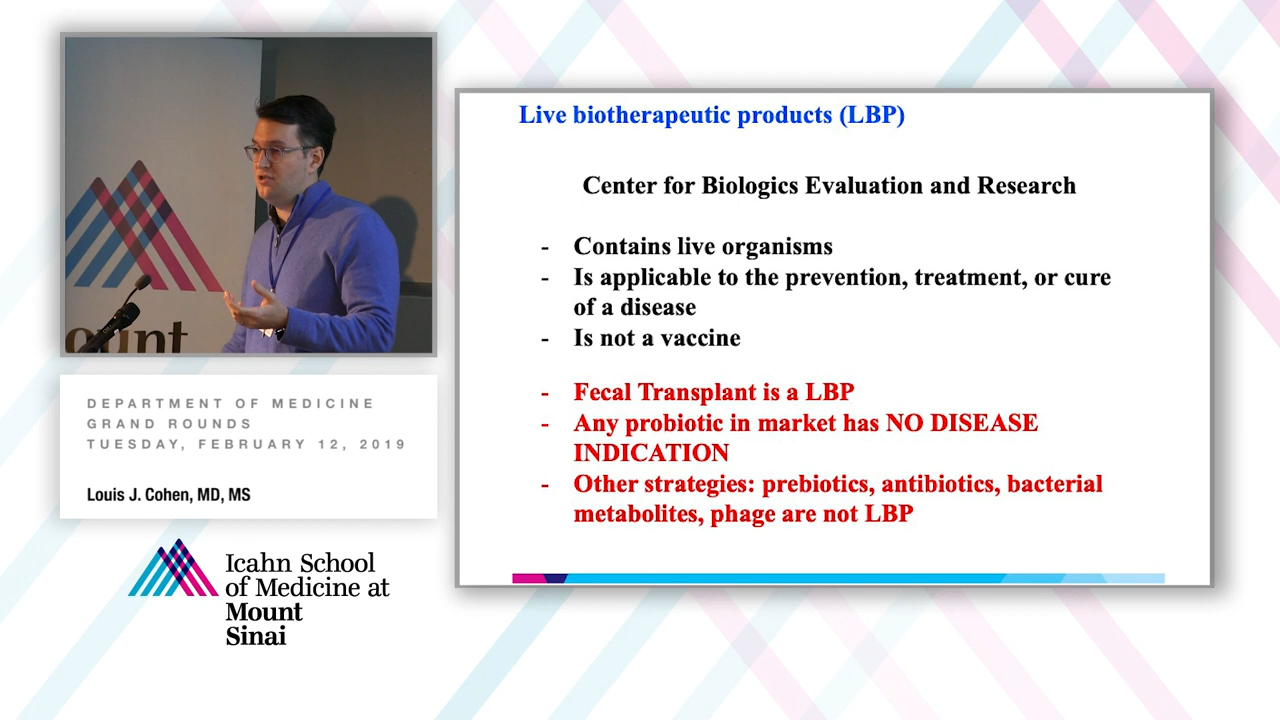 ount
DEPARTMENT OF MEDICINE
GRAND ROUNDS
TUESDAY, FEBRUARY 12, 2019
Louis J. Cohen, MD, MS
Icahn School
of Medicine at
Mount
Sinai
Live biotherapeutic products (LBP)
Center for Biologics Evaluation and Research
- Contains live organisms
- Is applicable to the prevention, treatment, or cure
of a disease
- Is not a vaccine
- Fecal Transplant is a LBP
- Any probiotic in market has NO DISEASE
INDICATION
- Other strategies: prebiotics, antibiotics, bacterial
metabolites, phage are not LBP